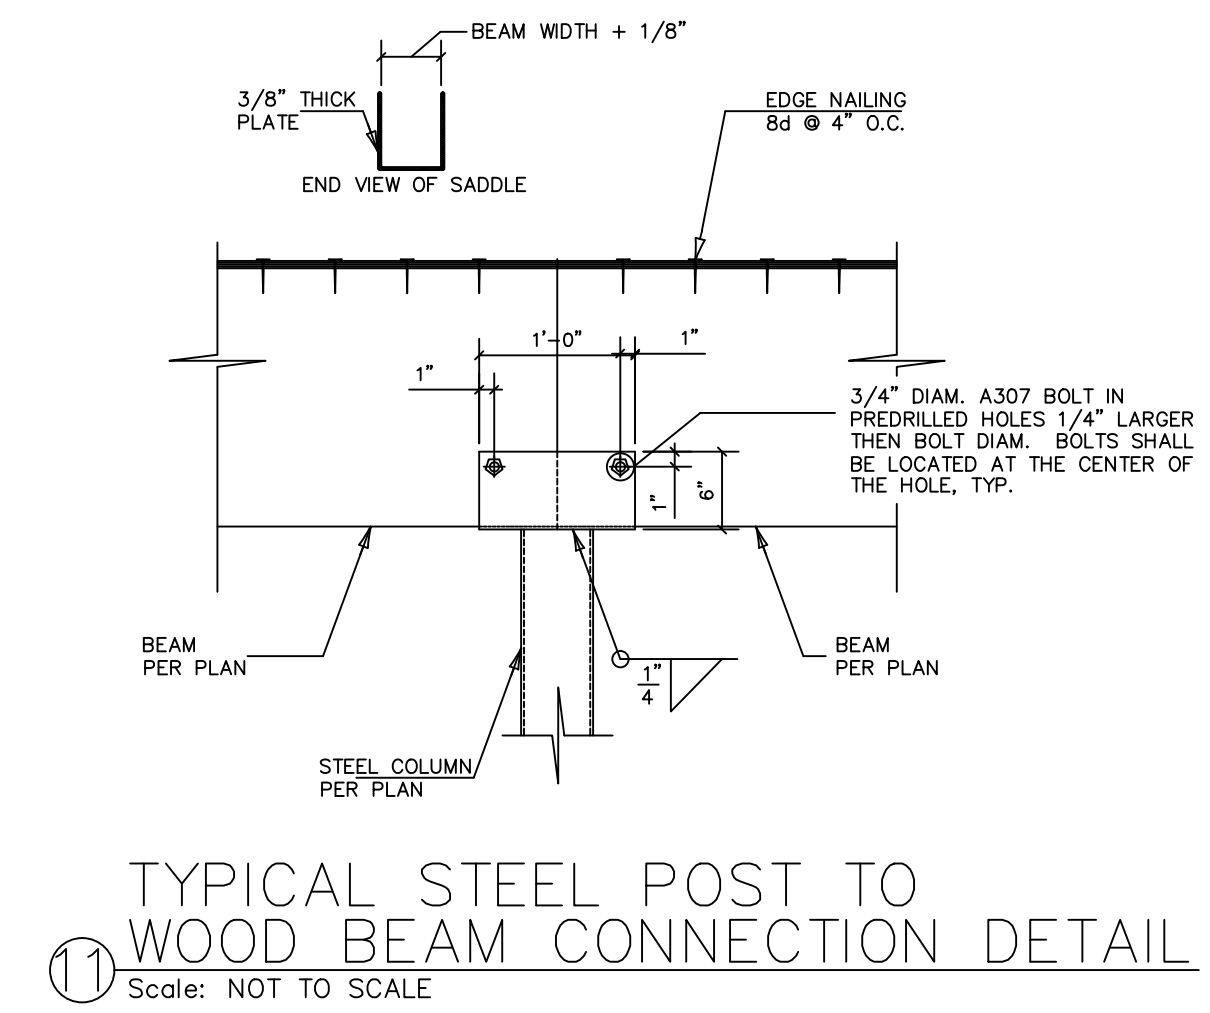 BEAM WIDTH + 1/8"
3/8" THICK
PLATE
EDGE NAILING
8d @ 4" O.C.
END VIEW OF SADDLE
1'-0"
1"
1"
3/4" DIAM. A307 BOLT IN
PREDRILLED HOLES 1/4" LARGER
THEN BOLT DIAM. BOLTS SHALL
BE LOCATED AT THE CENTER OF
THE HOLE, TYP.
1"
6"
BEAM
PER PLAN
BEAM
PER PLAN
1"
4
STEEL COLUMN
PER PLAN
TYPICAL STEEL POST TO
WOOD BEAM CONNECTION DETAIL
11
Scale: NOT TO SCALE